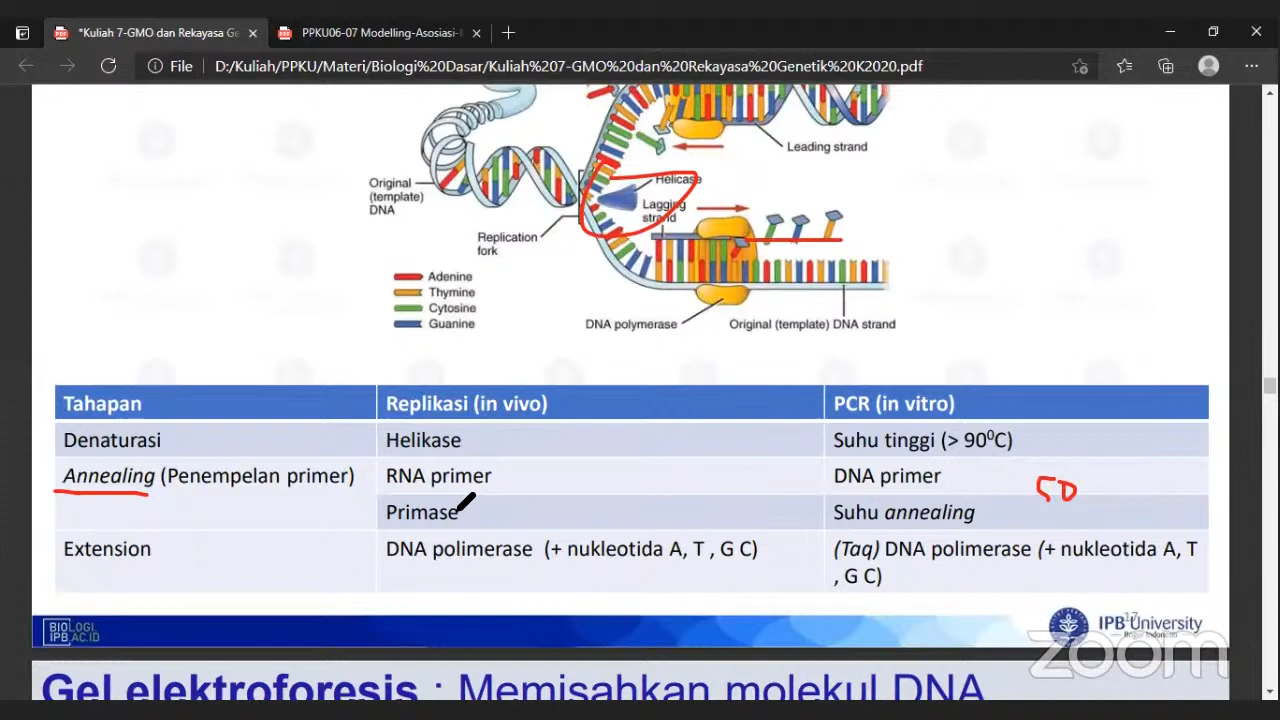 *Kuliah 7-GMO dan Rekayasa Ge
PPKU06-07 Modelling-Asosiasi-
File
D:/Kuliah/PPKU/Materi/Biologi%20Dasar/Kuliah%207-GMO%20dan%20Rekayasa%20Genetik%20K2020.pdf
Leading strand
Original
(template)
DNA
Helicase
Lagging
strand
Replication
fork
Adenine
Thymine
Cytosine
Guanine
DNA polymerase
Original (template) DNA strand
Tahapan Replikasi (in vivo) PCR (in vitro)
Denaturasi Helikase Suhu tinggi (> 90⁰C)
Annealing (Penempelan primer) RNA primer DNA primer
50
Primase Suhu annealing
Extension DNA polimerase (+ nukleotida A, T , G C) (Taq) DNA polimerase (+ nukleotida A, T
, G C)
BIOLOGI
IPB.AC.ID
17
IPB University
Bogor Indonesia
zoom
Gel elektroforesis : Memisahkan molekul DNA